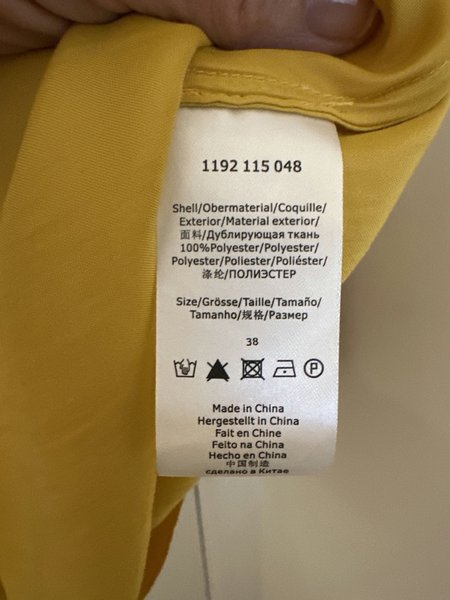 1192 115 048
Shell/Obermaterial/Coquille/
Exterior/Material exterior/
面料/Дублирующая ткань
100%Polyester/Polyester/
Polyester/Poliester/Poliéster/
涤纶/ПОЛИЭСТЕР
Size/Grösse/Taille/Tamaño/
Tamanho/规格/Размер
38
P
Made in China
Hergestellt in China
Fait en Chine
Feito na China
Hecho en China
中国制造
сделано в Китае